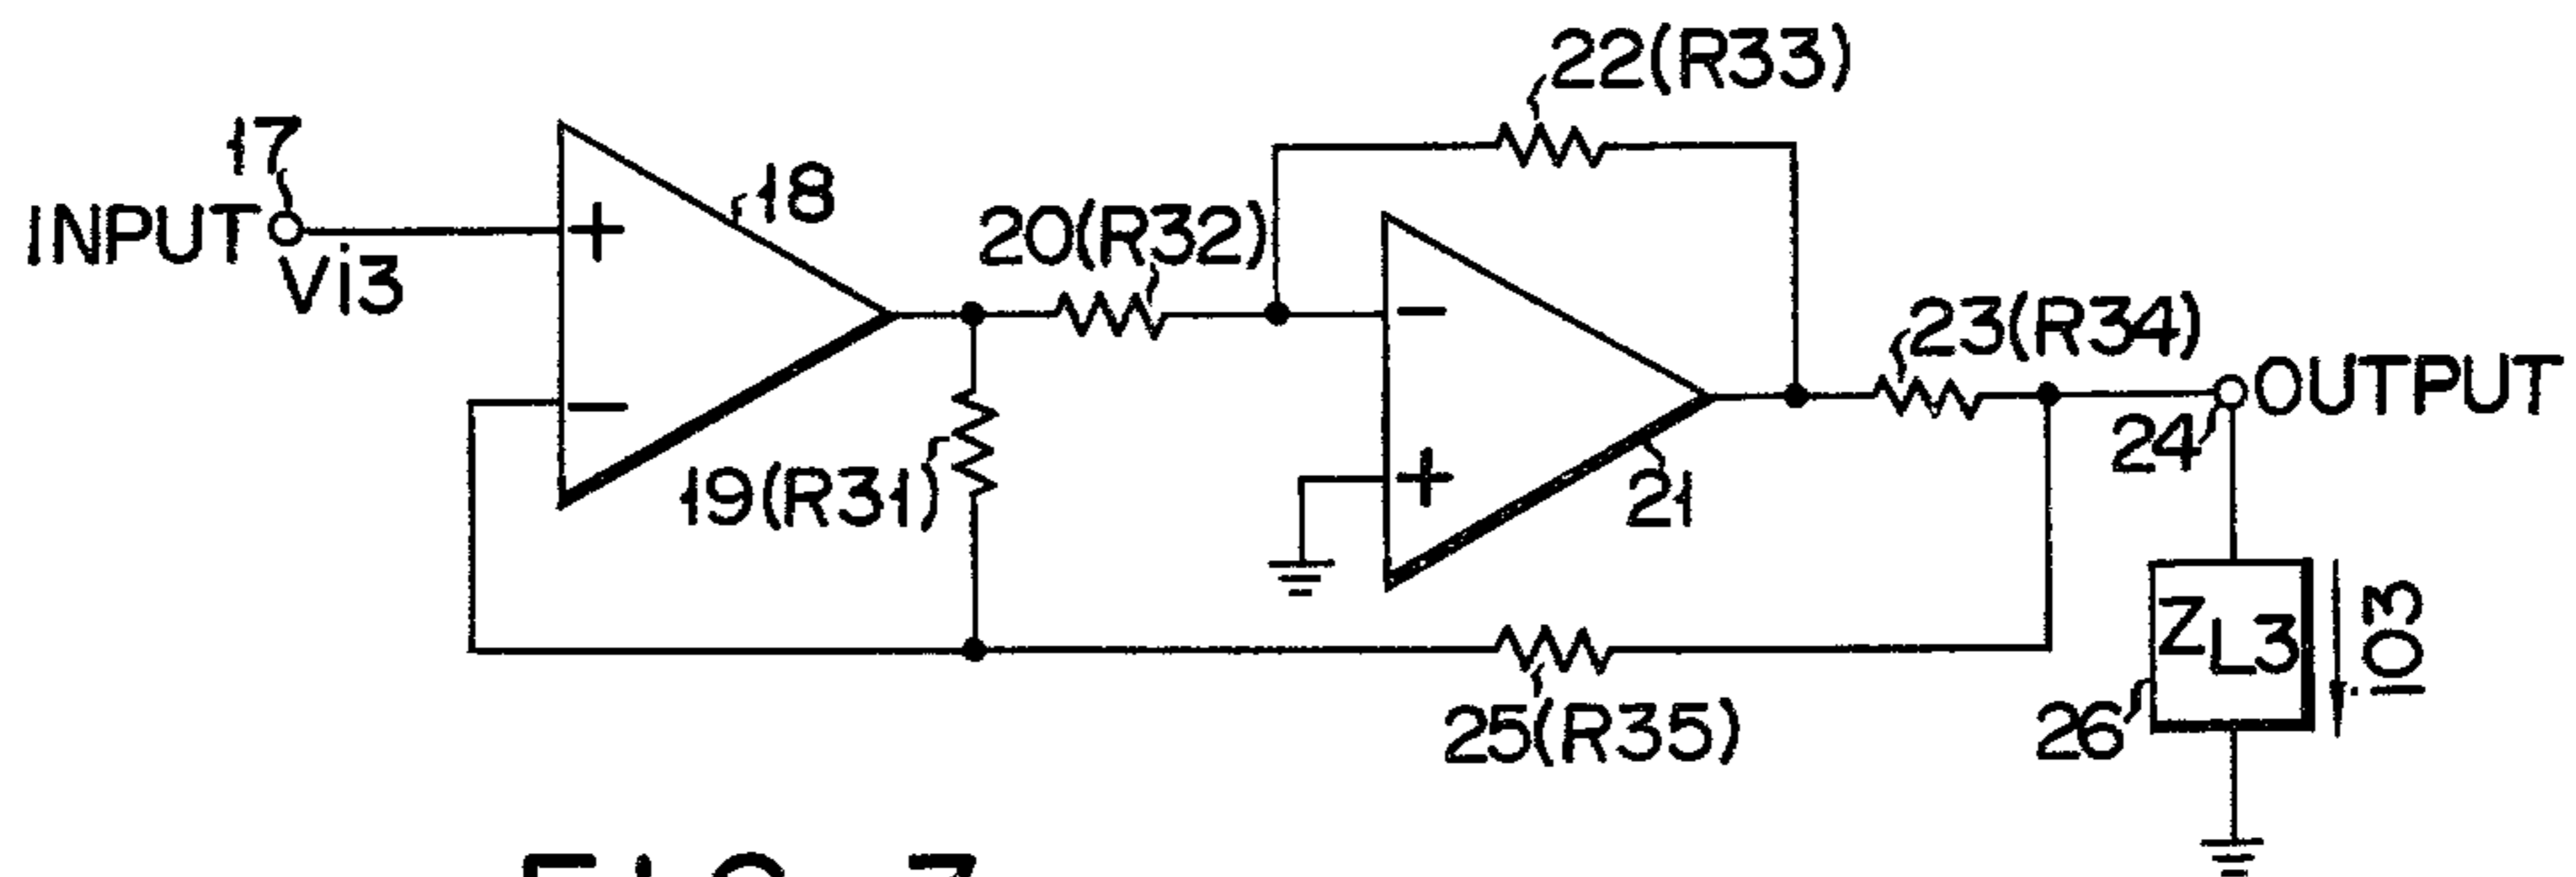 22(R33)
17
INPUT
Vi3
+
18
20(R32)
−
23(R34)
OUTPUT
24
−
19(R31)
+
21
ZL3
i03
26
25(R35)